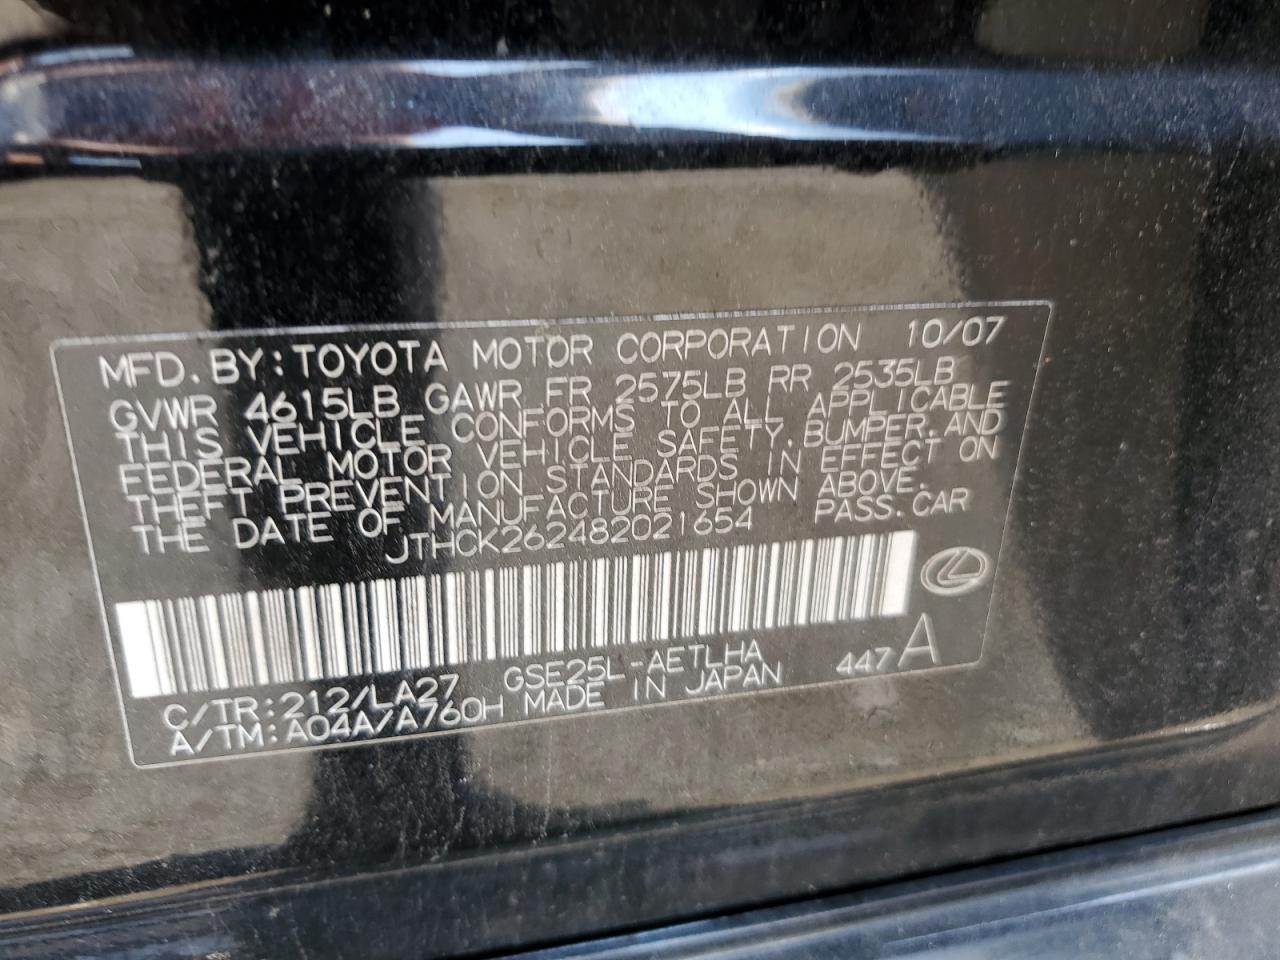 MFD. BY: TOYOTA MOTOR CORPORATION 10/07
GVWR 4615LB GAWR FR 2575LB RR 2535LB
THIS VEHICLE CONFORMS TO ALL APPLICABLE
FEDERAL MOTOR VEHICLE SAFETY, BUMPER, AND
THEFT PREVENTION STANDARDS IN EFFECT ON
THE DATE OF MANUFACTURE SHOWN ABOVE.
JTHCK262482021654 PASS. CAR
C/TR: 212/LA27 GSE25L-AETLHA 447 A
A/TM: A04A/A760H MADE IN JAPAN